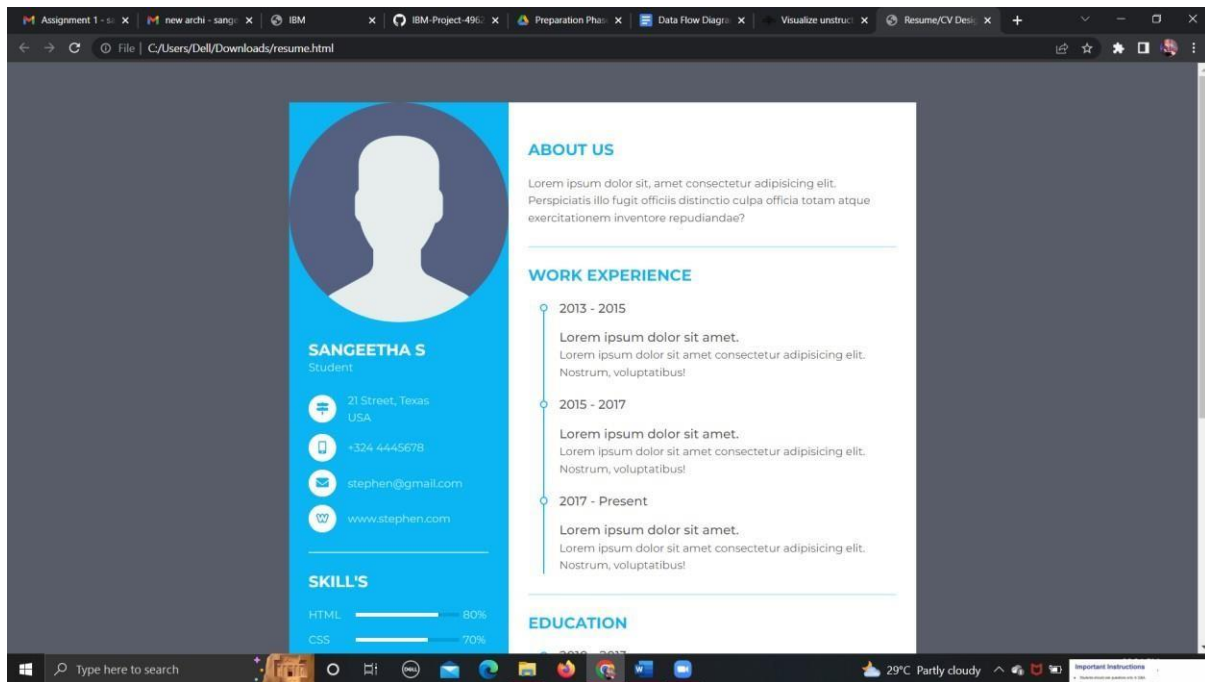 Assignment 1 - sa
new archi - sange
IBM
IBM-Project-4962
Preparation Phas
Data Flow Diagra
Visualize unstruc
Resume/CV Desig
File | C:/Users/Dell/Downloads/resume.html
SANGEETHA S
Student
21 Street, Texas
USA
+324 4445678
stephen@gmail.com
www.stephen.com
SKILL'S
HTML 80%
CSS 70%
ABOUT US
Lorem ipsum dolor sit, amet consectetur adipisicing elit.
Perspiciatis illo fugit officiis distinctio culpa officia totam atque
exercitationem inventore repudiandae?
WORK EXPERIENCE
2013 - 2015
Lorem ipsum dolor sit amet.
Lorem ipsum dolor sit amet consectetur adipisicing elit.
Nostrum, voluptatibus!
2015 - 2017
Lorem ipsum dolor sit amet.
Lorem ipsum dolor sit amet consectetur adipisicing elit.
Nostrum, voluptatibus!
2017 - Present
Lorem ipsum dolor sit amet.
Lorem ipsum dolor sit amet consectetur adipisicing elit.
Nostrum, voluptatibus!
EDUCATION
Type here to search
DELL
29°C Partly cloudy
Important Instructions